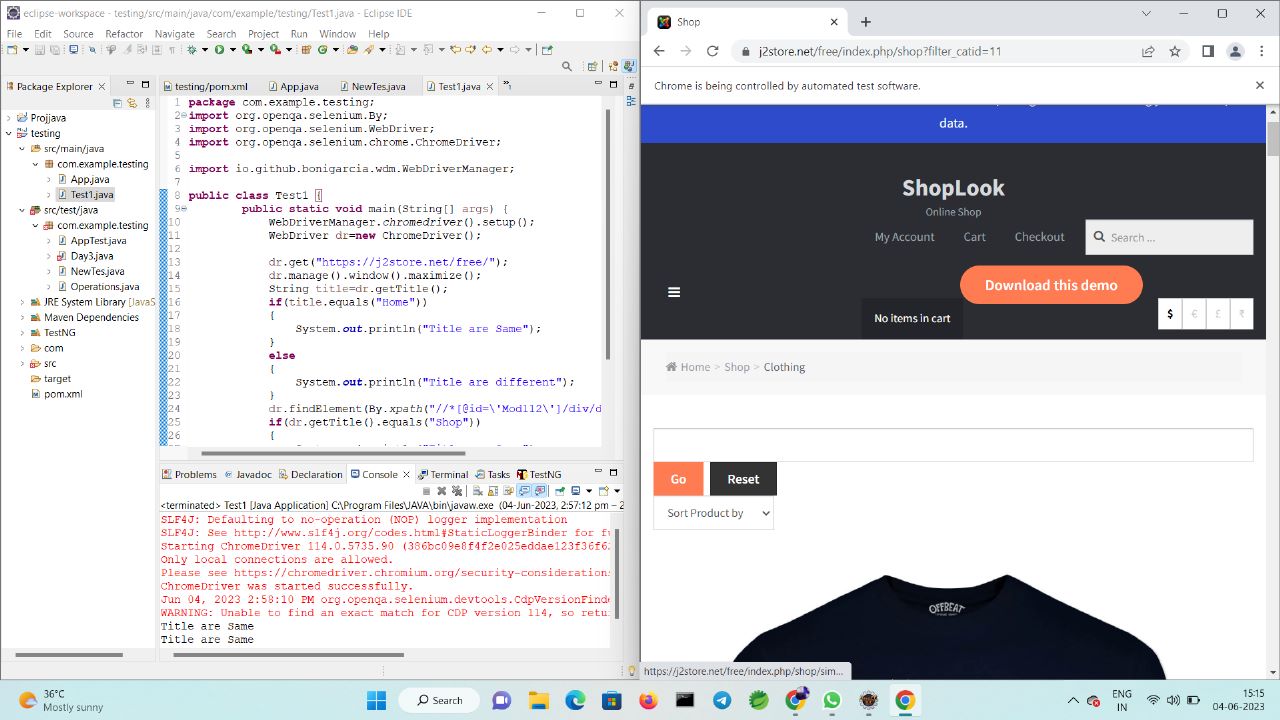 eclipse-workspace - testing/src/main/java/com/example/testing/Test1.java - Eclipse IDE
File Edit Source Refactor Navigate Search Project Run Window Help
Package Explorer
Projjava
testing
src/main/java
com.example.testing
App.java
Test1.java
src/test/java
com.example.testing
AppTest.java
Day3.java
NewTes.java
Operations.java
JRE System Library [JavaS
Maven Dependencies
TestNG
com
src
target
pom.xml
testing/pom.xml App.java NewTes.java Test1.java
1 package com.example.testing;
2 import org.openqa.selenium.By;
3 import org.openqa.selenium.WebDriver;
4 import org.openqa.selenium.chrome.ChromeDriver;
5
6 import io.github.bonigarcia.wdm.WebDriverManager;
7
8 public class Test1 {
9 public static void main(String[] args) {
10 WebDriverManager.chromedriver().setup();
11 WebDriver dr=new ChromeDriver();
12
13 dr.get("https://j2store.net/free/");
14 dr.manage().window().maximize();
15 String title=dr.getTitle();
16 if(title.equals("Home"))
17 {
18 System.out.println("Title are Same");
19 }
20 else
21 {
22 System.out.println("Title are different");
23 }
24 dr.findElement(By.xpath("//*[@id=\'Mod112\']/div/d
25 if(dr.getTitle().equals("Shop"))
26 {
Problems Javadoc Declaration Console Terminal Tasks TestNG
<terminated> Test1 [Java Application] C:\Program Files\JAVA\bin\javaw.exe (04-Jun-2023, 2:57:12 pm – 2
SLF4J: Defaulting to no-operation (NOP) logger implementation
SLF4J: See http://www.slf4j.org/codes.html#StaticLoggerBinder for fu
Starting ChromeDriver 114.0.5735.90 (386bc09e8f4f2e025eddae123f36f6
Only local connections are allowed.
Please see https://chromedriver.chromium.org/security-considerations
ChromeDriver was started successfully.
Jun 04, 2023 2:58:10 PM org.openqa.selenium.devtools.CdpVersionFinde
WARNING: Unable to find an exact match for CDP version 114, so retu
Title are Same
Title are Same
Shop
j2store.net/free/index.php/shop?filter_catid=11
Chrome is being controlled by automated test software.
data.
ShopLook
Online Shop
My Account Cart Checkout Search ...
Download this demo
No items in cart
$ € £ ₹
Home > Shop > Clothing
Go Reset
Sort Product by
OFFBEAT
https://j2store.net/free/index.php/shop/sim...
36°C
Mostly sunny
Search
ENG
IN
15:15
04-06-2023